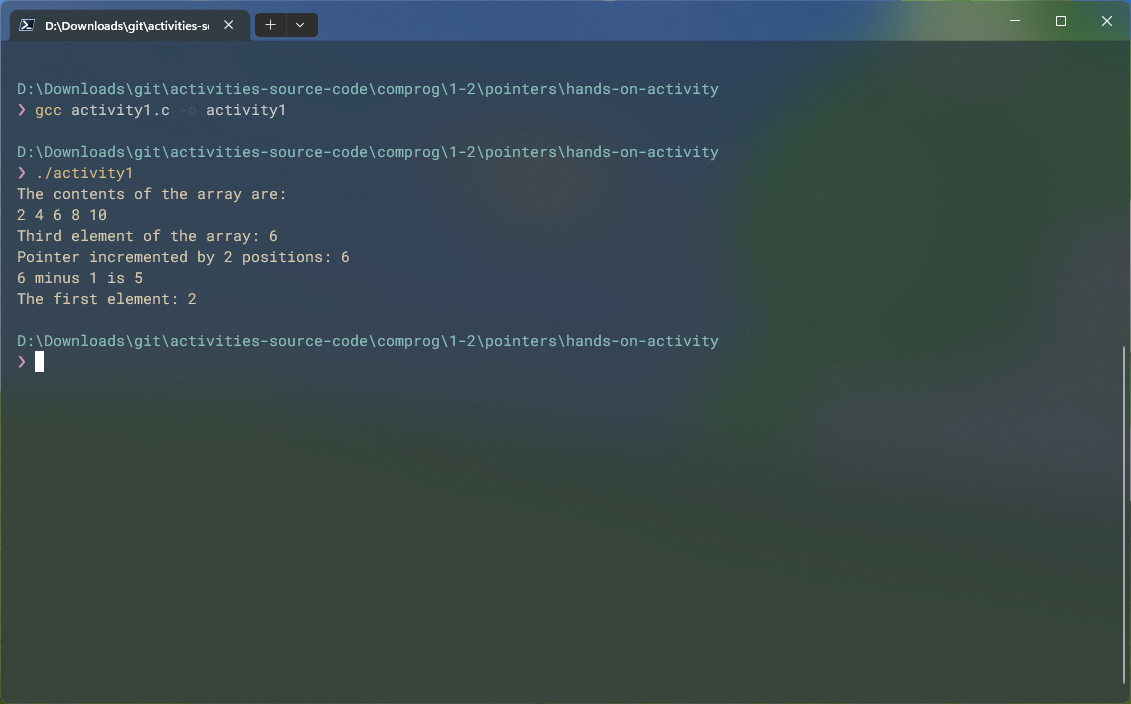 D:\Downloads\git\activities-s
D:\Downloads\git\activities-source-code\comprog\1-2\pointers\hands-on-activity
❯ gcc activity1.c -o activity1
D:\Downloads\git\activities-source-code\comprog\1-2\pointers\hands-on-activity
❯ ./activity1
The contents of the array are:
2 4 6 8 10
Third element of the array: 6
Pointer incremented by 2 positions: 6
6 minus 1 is 5
The first element: 2
D:\Downloads\git\activities-source-code\comprog\1-2\pointers\hands-on-activity
❯